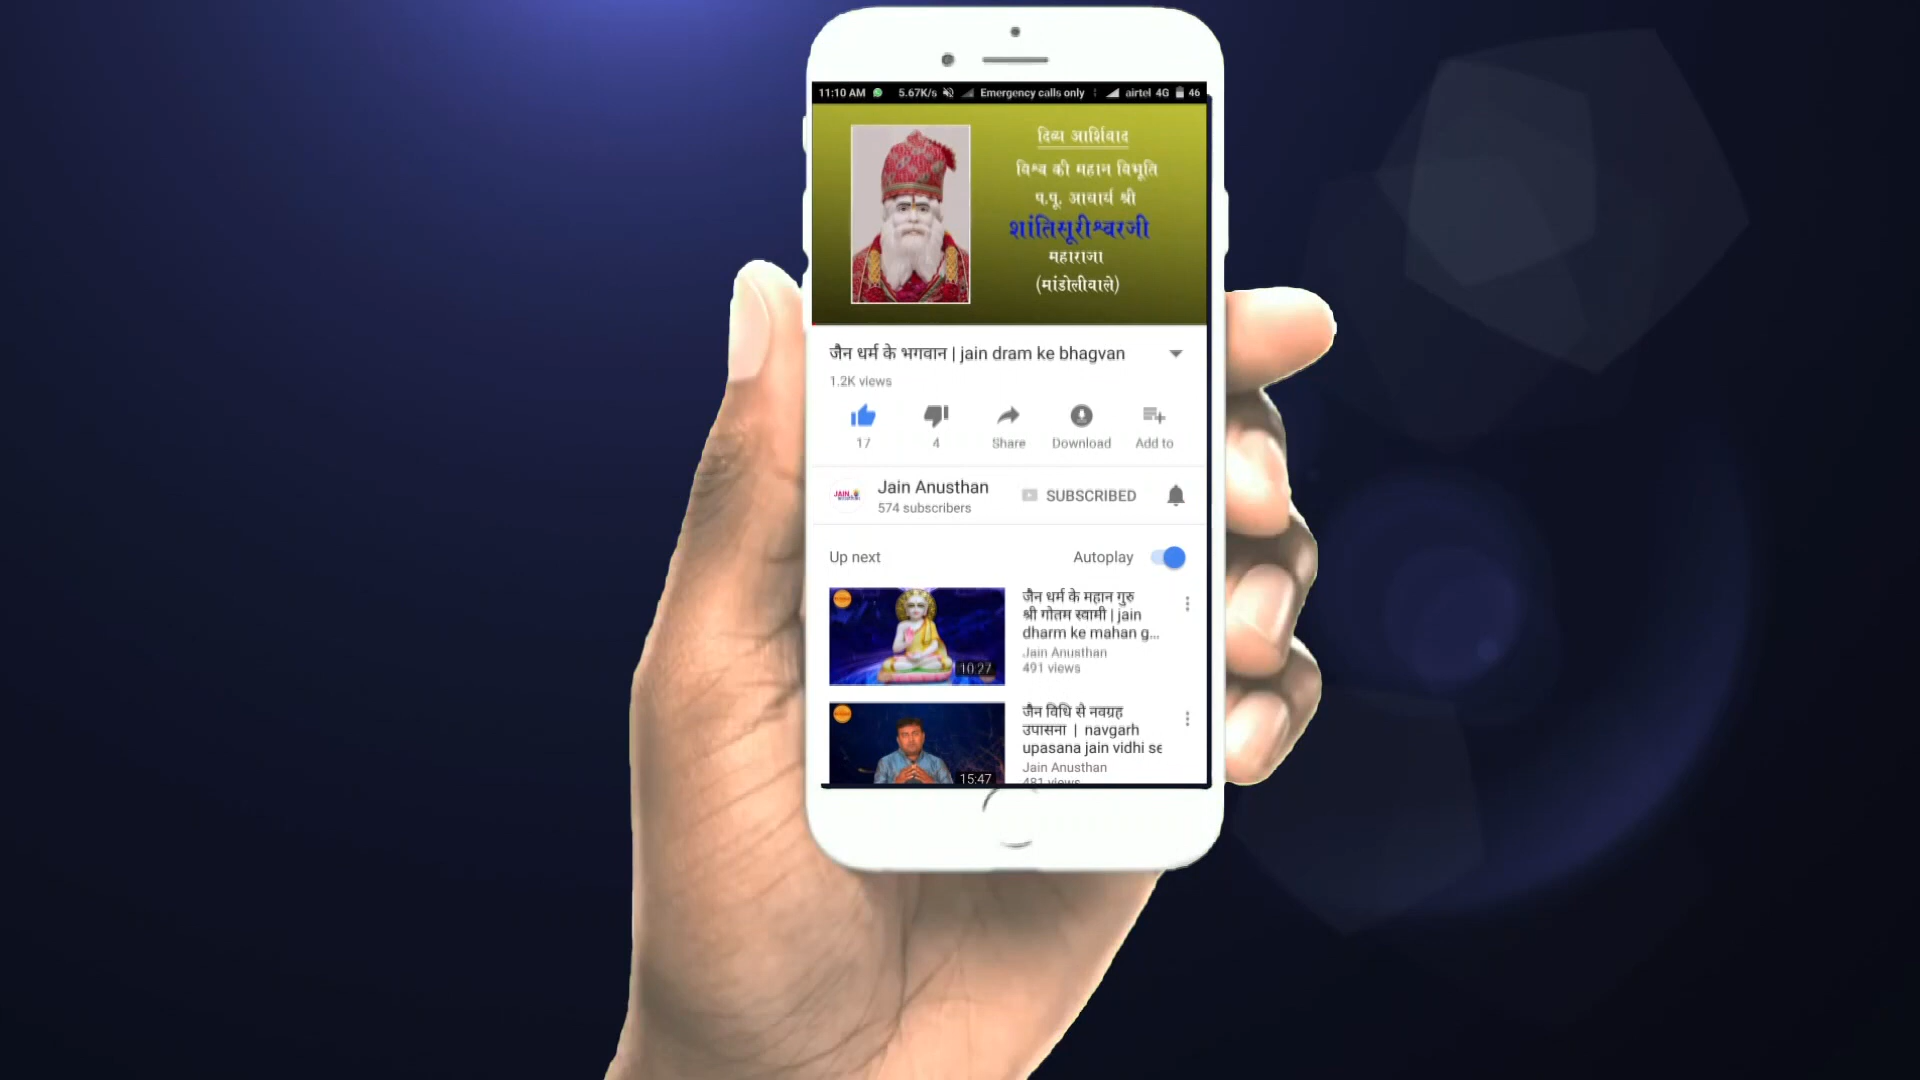 11:10 AM 5.67K/s Emergency calls only airtel 4G 46
दिव्य आर्शिवाद
विश्व की महान विभूति
प.पू. आचार्य श्री
शांतिसूरीश्वरजी
महाराजा
(मांडोलीवाले)
जैन धर्म के भगवान | jain dram ke bhagvan
1.2K views
17 4 Share Download Add to
JAIN
Jain Anusthan
574 subscribers
SUBSCRIBED
Up next Autoplay
जैन धर्म के महान गुरु
श्री गोतम स्वामी | jain
dharm ke mahan g...
Jain Anusthan
491 views
10:27
जैन विधि से नवग्रह
उपासना | navgarh
upasana jain vidhi se
Jain Anusthan
481 views
15:47